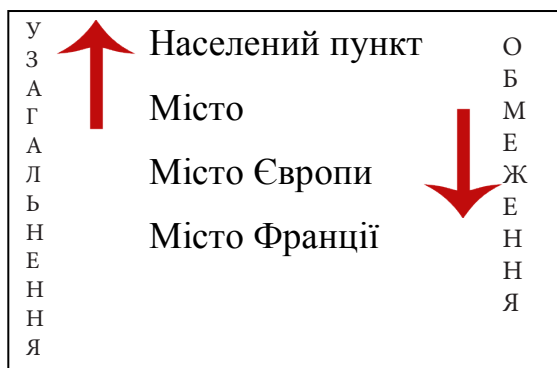 УЗАГАЛЬНЕННЯ
Населений пункт
Місто
Місто Європи
Місто Франції
ОБМЕЖЕННЯ